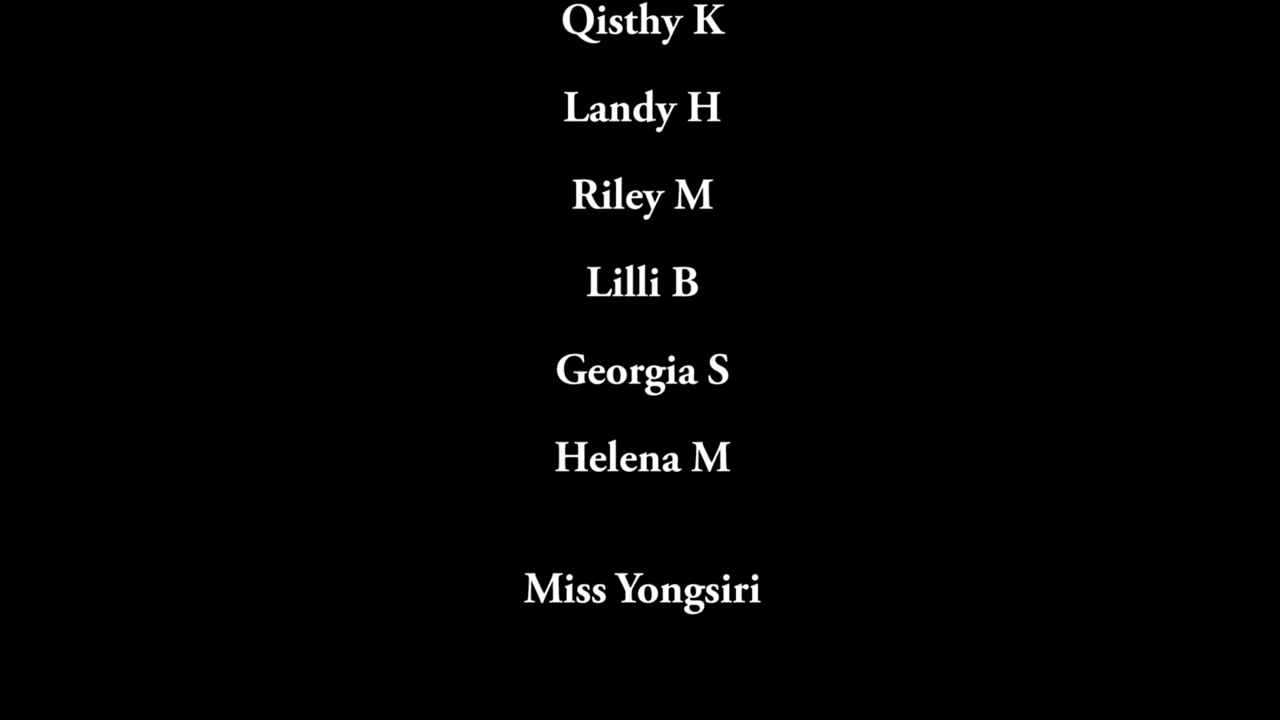 Qisthy K
Landy H
Riley M
Lilli B
Georgia S
Helena M
Miss Yongsiri